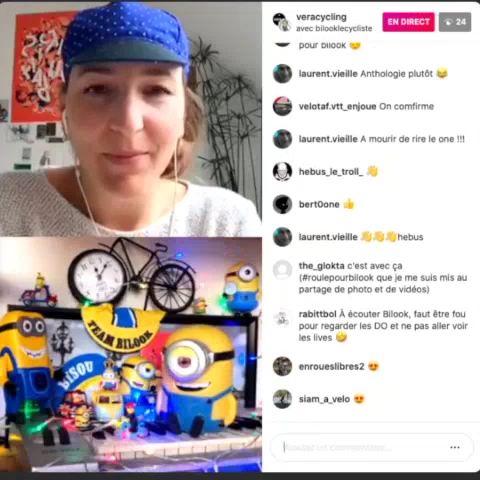 veracycling
avec bilooklecycliste
EN DIRECT
24
pour bilook
laurent.vieille Anthologie plutôt
velotaf.vtt_enjoue On comfirme
laurent.vieille A mourir de rire le one !!!
hebus_le_troll_
bert0one
laurent.vieille hebus
the_glokta c'est avec ça
(#roulepourbilook que je me suis mis au
partage de photo et de vidéos)
rabittbol À écouter Bilook, faut être fou
pour regarder les DO et ne pas aller voir
les lives
enroueslibres2
siam_a_velo
TEAM BILOOK
BISOU